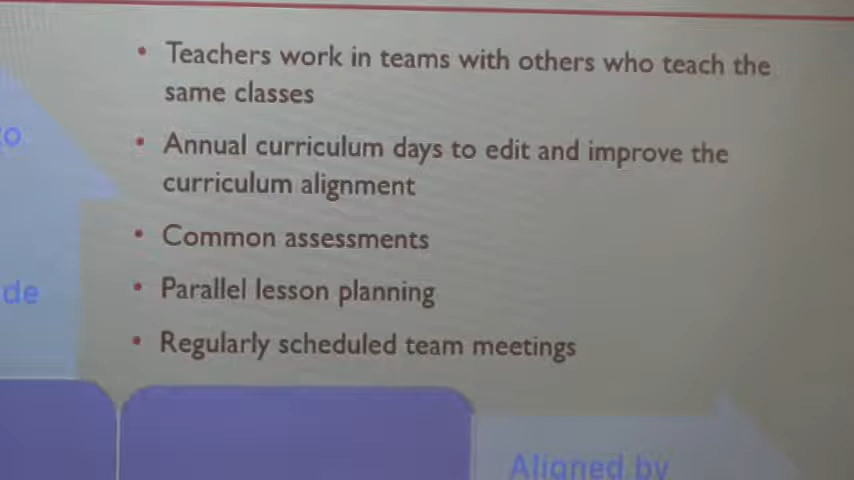 • Teachers work in teams with others who teach the
same classes
• Annual curriculum days to edit and improve the
curriculum alignment
• Common assessments
• Parallel lesson planning
• Regularly scheduled team meetings
de
Aligned by